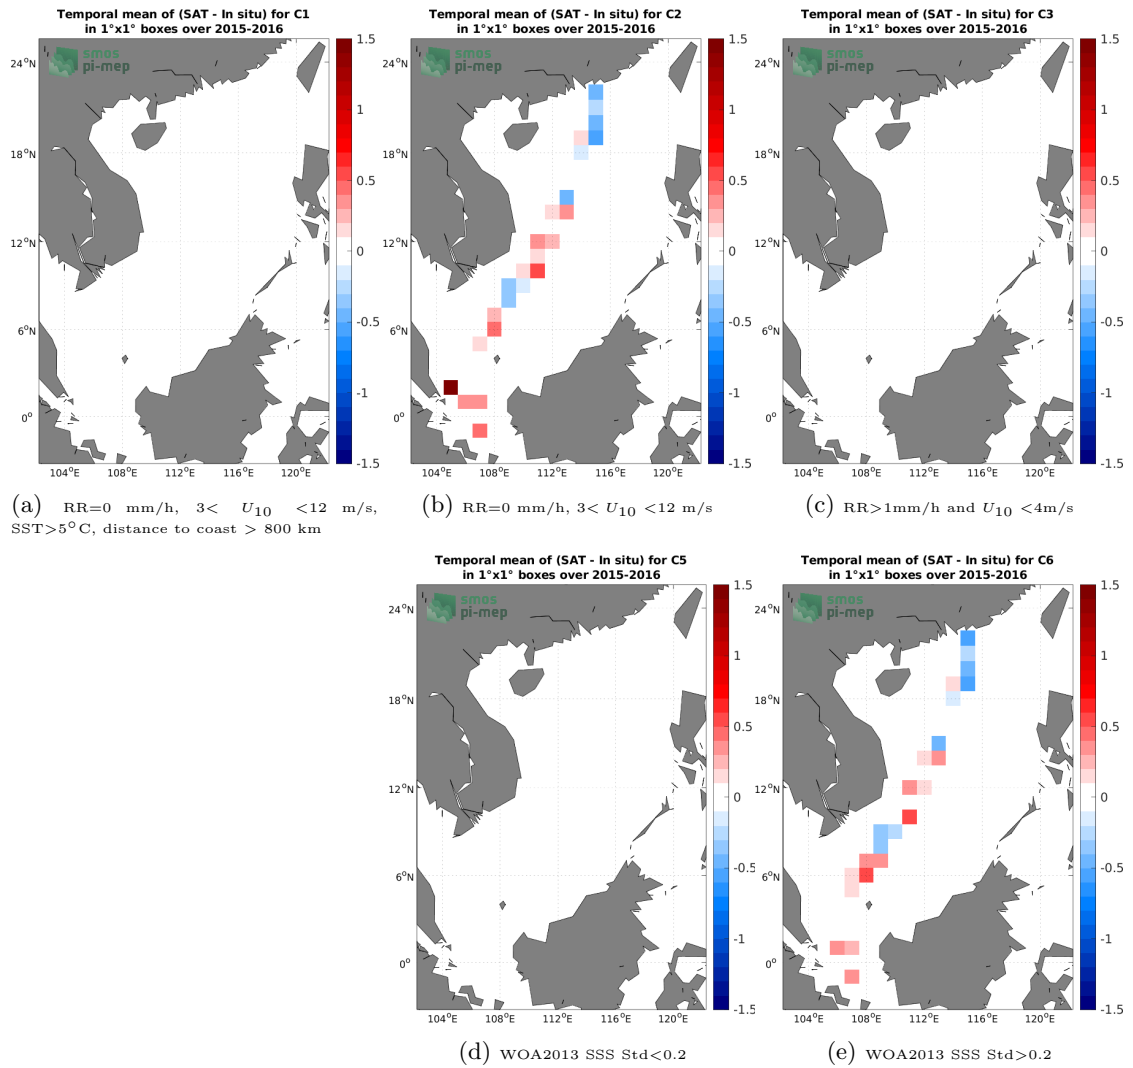 Temporal mean of (SAT - In situ) for C1
in 1°x1° boxes over 2015-2016
smos
pi-mep
24°N
18°N
12°N
6°N
0°
104°E 108°E 112°E 116°E 120°E
1.5
1
0.5
0
-0.5
-1
-1.5
(a) RR=0 mm/h, 3< U10 <12 m/s,
SST>5°C, distance to coast > 800 km
Temporal mean of (SAT - In situ) for C2
in 1°x1° boxes over 2015-2016
smos
pi-mep
24°N
18°N
12°N
6°N
0°
104°E 108°E 112°E 116°E 120°E
1.5
1
0.5
0
-0.5
-1
-1.5
(b) RR=0 mm/h, 3< U10 <12 m/s
Temporal mean of (SAT - In situ) for C3
in 1°x1° boxes over 2015-2016
smos
pi-mep
24°N
18°N
12°N
6°N
0°
104°E 108°E 112°E 116°E 120°E
1.5
1
0.5
0
-0.5
-1
-1.5
(c) RR>1mm/h and U10 <4m/s
Temporal mean of (SAT - In situ) for C5
in 1°x1° boxes over 2015-2016
smos
pi-mep
24°N
18°N
12°N
6°N
0°
104°E 108°E 112°E 116°E 120°E
1.5
1
0.5
0
-0.5
-1
-1.5
(d) WOA2013 SSS Std<0.2
Temporal mean of (SAT - In situ) for C6
in 1°x1° boxes over 2015-2016
smos
pi-mep
24°N
18°N
12°N
6°N
0°
104°E 108°E 112°E 116°E 120°E
1.5
1
0.5
0
-0.5
-1
-1.5
(e) WOA2013 SSS Std>0.2